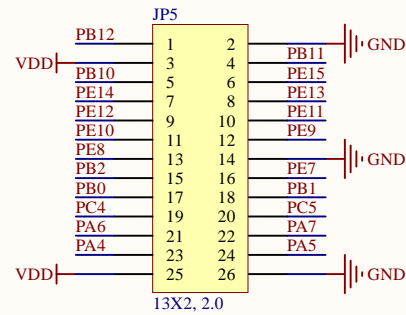 JP5
PB12 1 2 GND
VDD 3 4 PB11
PB10 5 6 PE15
PE14 7 8 PE13
PE12 9 10 PE11
PE10 11 12 PE9
PE8 13 14 GND
PB2 15 16 PE7
PB0 17 18 PB1
PC4 19 20 PC5
PA6 21 22 PA7
PA4 23 24 PA5
VDD 25 26 GND
13X2, 2.0